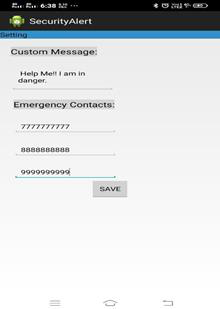 6:38
SecurityAlert
Setting
Custom Message:
Help Me!! I am in
danger.
Emergency Contacts:
7777777777
8888888888
9999999999
SAVE